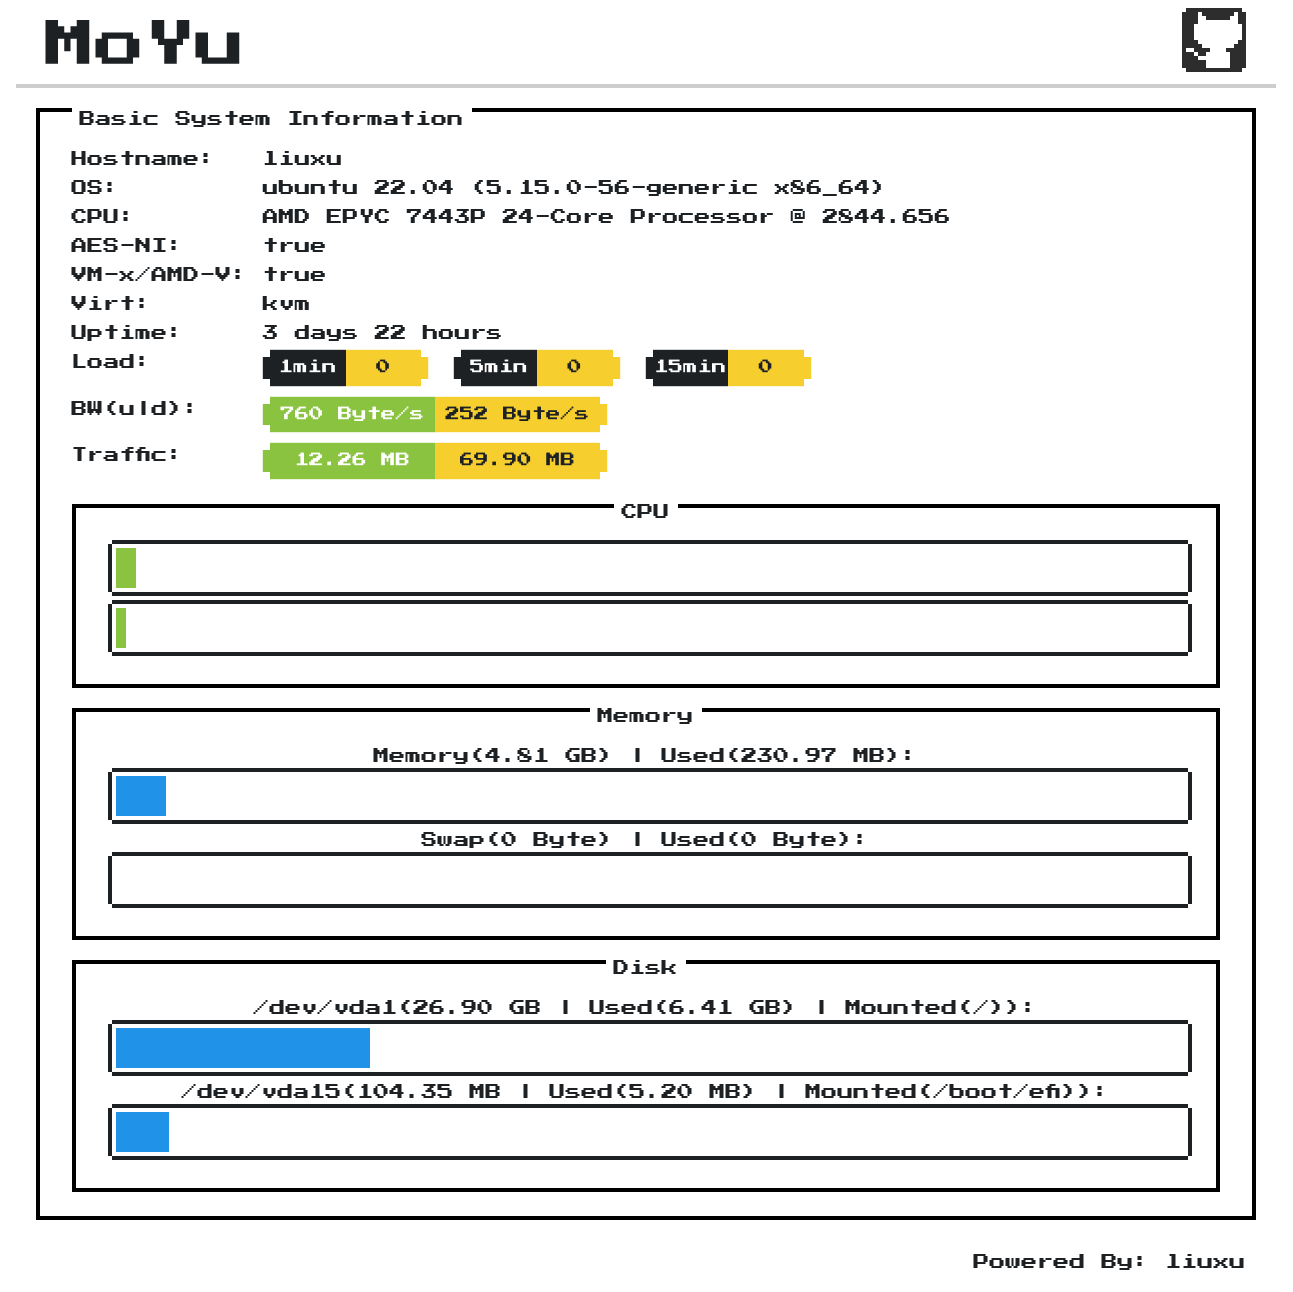 MoYu
Basic System Information
Hostname: liuxu
OS: ubuntu 22.04 (5.15.0-56-generic x86_64)
CPU: AMD EPYC 7443P 24-Core Processor @ 2844.656
AES-NI: true
VM-x/AMD-V: true
Virt: kvm
Uptime: 3 days 22 hours
Load: 1min 0 5min 0 15min 0
BW(u|d): 760 Byte/s 252 Byte/s
Traffic: 12.26 MB 69.90 MB
CPU
Memory
Memory(4.81 GB) | Used(230.97 MB):
Swap(0 Byte) | Used(0 Byte):
Disk
/dev/vda1(26.90 GB | Used(6.41 GB) | Mounted(/)):
/dev/vda15(104.35 MB | Used(5.20 MB) | Mounted(/boot/efi)):
Powered By: liuxu